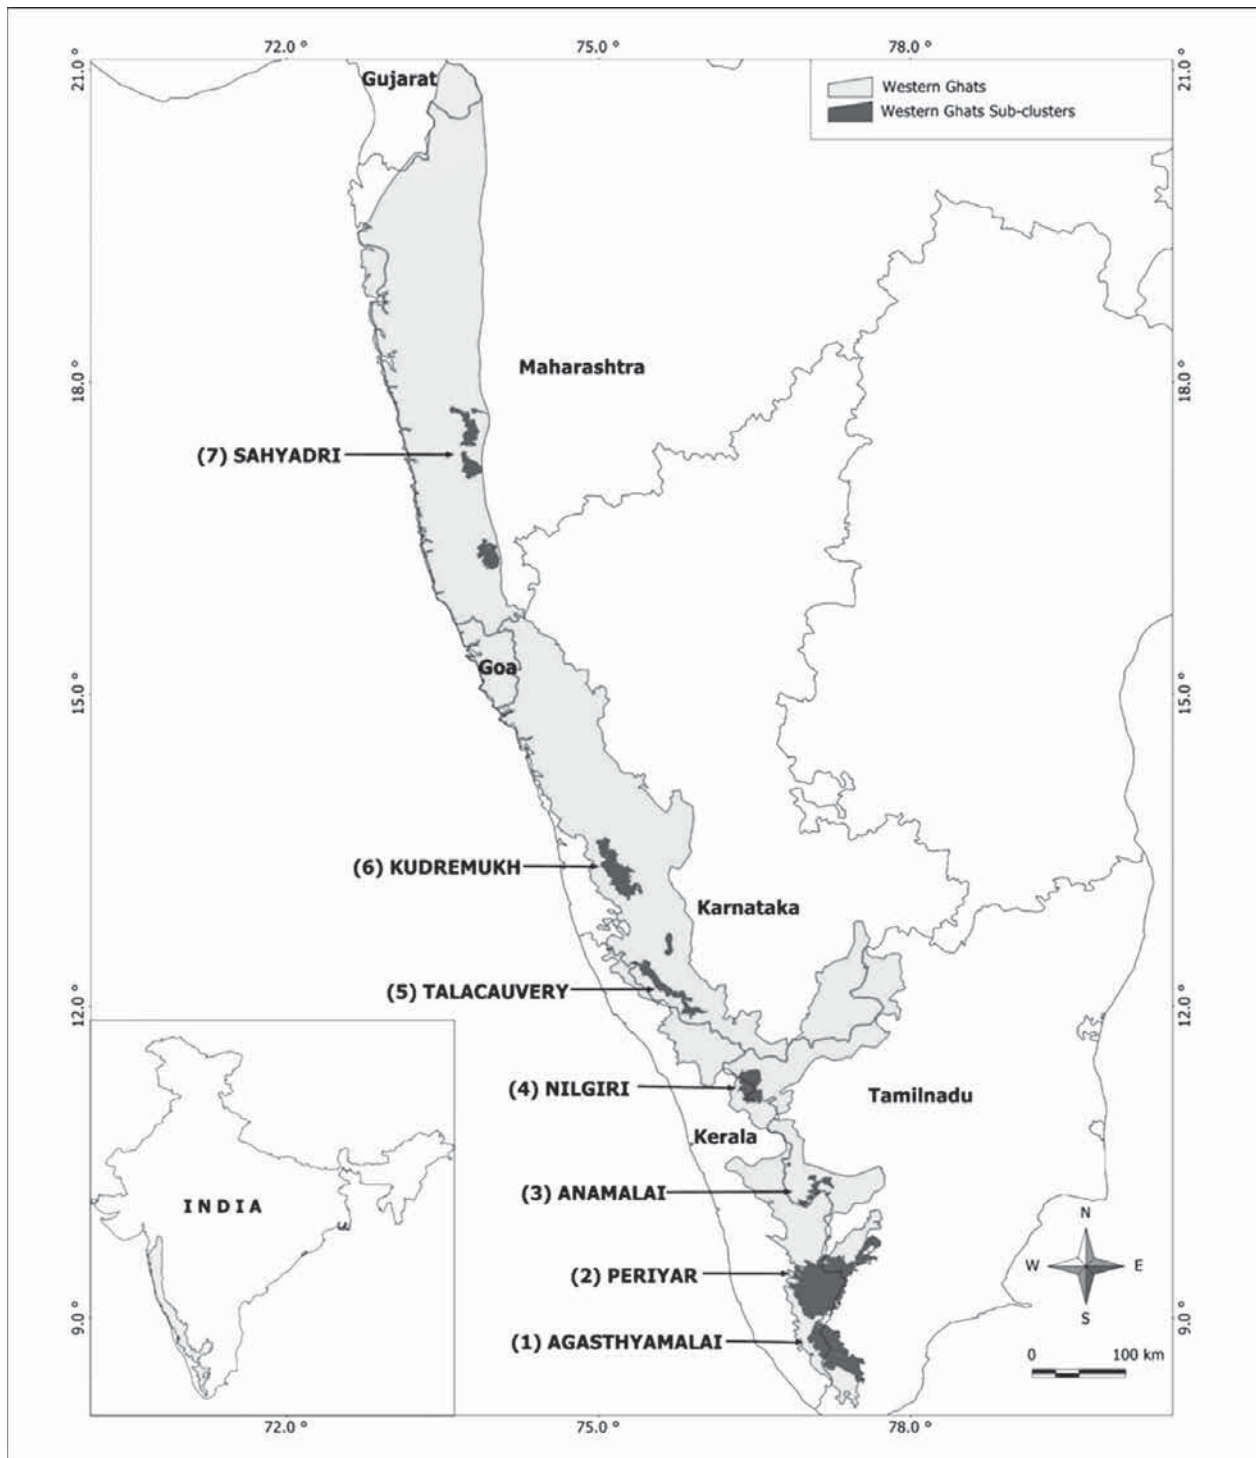 72.0 °
75.0 °
78.0 °
21.0 °
21.0 °
Gujarat
Western Ghats
Western Ghats Sub-clusters
18.0 °
18.0 °
Maharashtra
(7) SAHYADRI
15.0 °
15.0 °
Goa
(6) KUDREMUKH
Karnataka
(5) TALACAUVERY
12.0 °
12.0 °
(4) NILGIRI
Tamilnadu
Kerala
(3) ANAMALAI
INDIA
N
W
E
S
(2) PERIYAR
9.0 °
9.0 °
(1) AGASTHYAMALAI
0
100 km
72.0 °
75.0 °
78.0 °